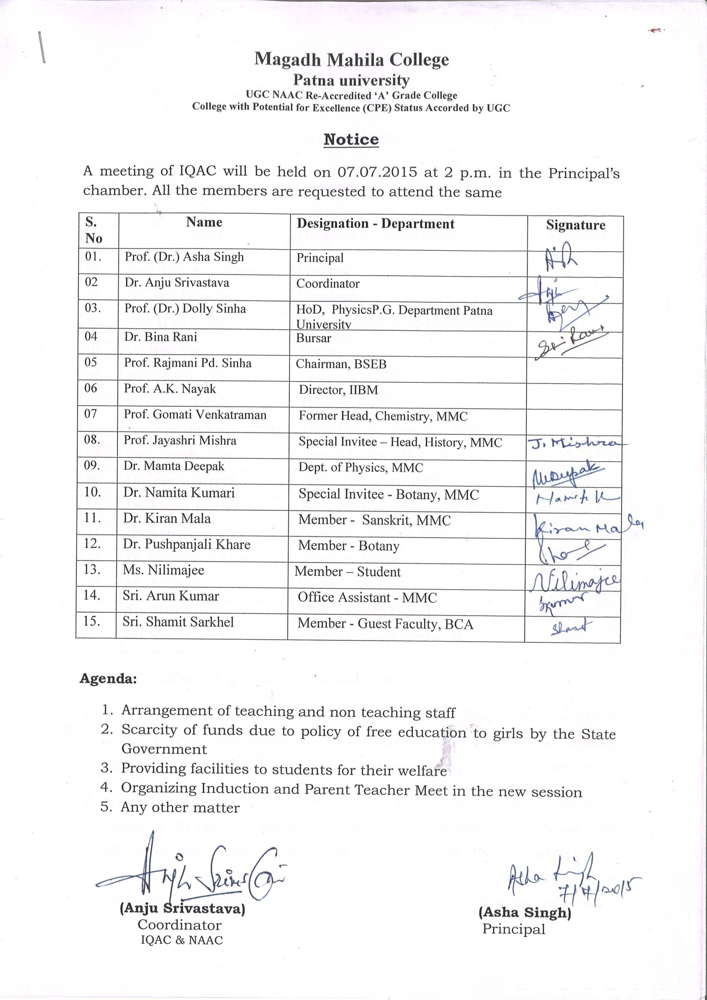 Magadh Mahila College
Patna university
UGC NAAC Re-Accredited ‘A’ Grade College
College with Potential for Excellence (CPE) Status Accorded by UGC
Notice
A meeting of IQAC will be held on 07.07.2015 at 2 p.m. in the Principal’s
chamber. All the members are requested to attend the same
S. No Name Designation - Department Signature
01. Prof. (Dr.) Asha Singh Principal
02 Dr. Anju Srivastava Coordinator Anju
03. Prof. (Dr.) Dolly Sinha HoD, PhysicsP.G. Department Patna
University
04 Dr. Bina Rani Bursar
05 Prof. Rajmani Pd. Sinha Chairman, BSEB
06 Prof. A.K. Nayak Director, IIBM
07 Prof. Gomati Venkatraman Former Head, Chemistry, MMC
08. Prof. Jayashri Mishra Special Invitee – Head, History, MMC J. Mishra
09. Dr. Mamta Deepak Dept. of Physics, MMC MDeepak
10. Dr. Namita Kumari Special Invitee - Botany, MMC Namita K
11. Dr. Kiran Mala Member - Sanskrit, MMC Kiran Mala
12. Dr. Pushpanjali Khare Member - Botany
13. Ms. Nilimajee Member – Student Nilimajee
14. Sri. Arun Kumar Office Assistant - MMC
15. Sri. Shamit Sarkhel Member - Guest Faculty, BCA
Agenda:
1. Arrangement of teaching and non teaching staff
2. Scarcity of funds due to policy of free education to girls by the State
Government
3. Providing facilities to students for their welfare
4. Organizing Induction and Parent Teacher Meet in the new session
5. Any other matter
Asha Singh
7/7/2015
(Anju Srivastava) (Asha Singh)
Coordinator Principal
IQAC & NAAC